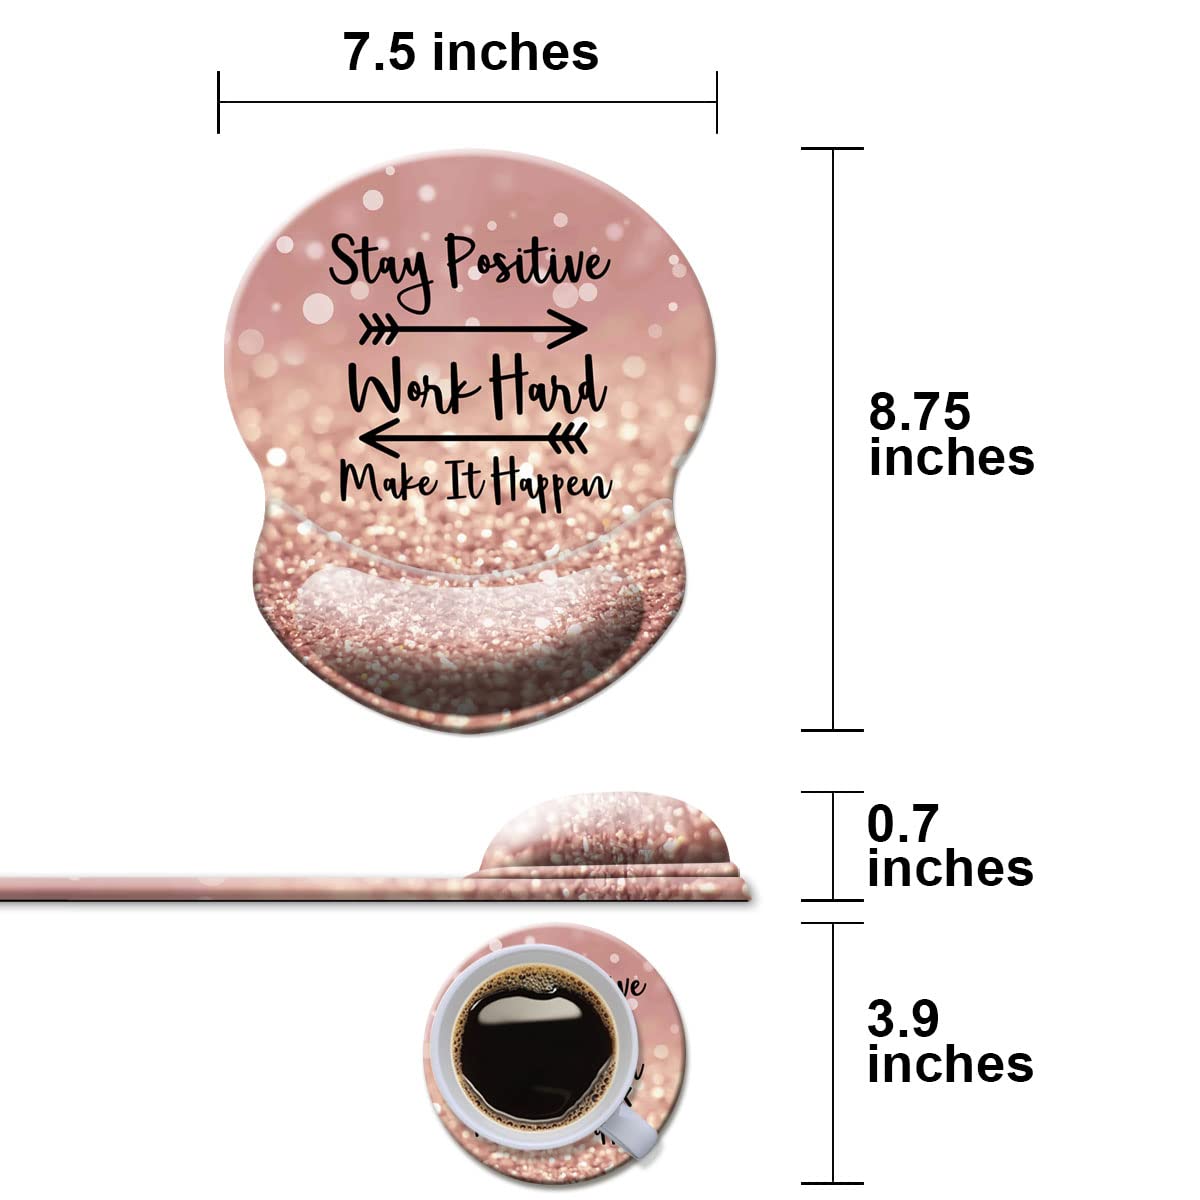 7.5 inches
Stay Positive
Work Hard
Make It Happen
8.75
inches
0.7
inches
3.9
inches